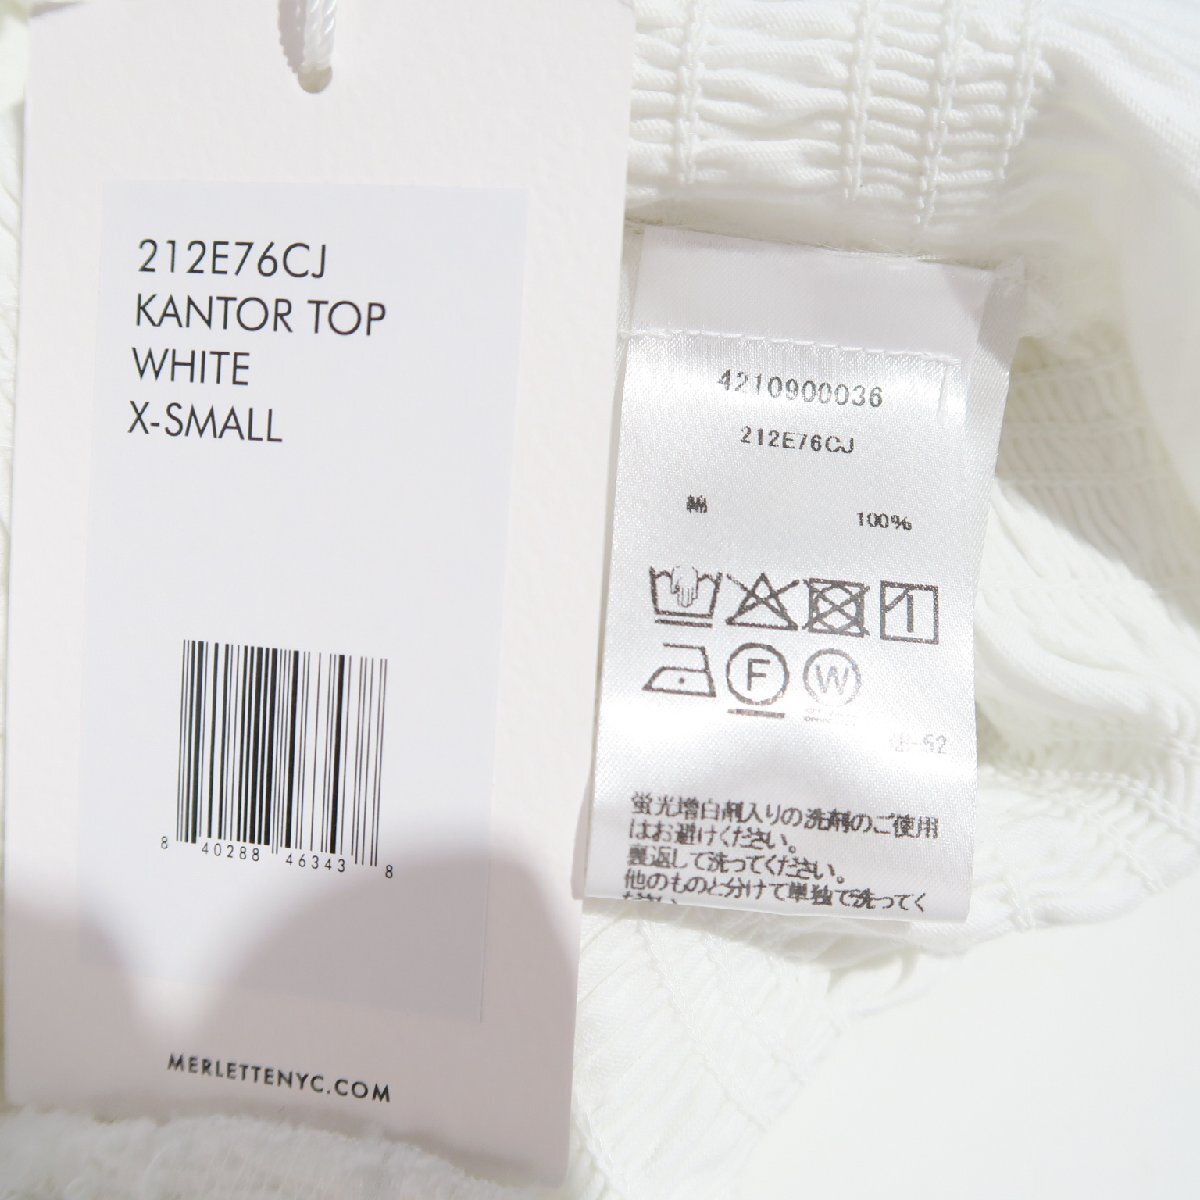 212E76CJ
KANTOR TOP
WHITE
X-SMALL
8 40288 46343 8
MERLETTENYC.COM
4210900036
212E76CJ
綿 100%
F W
蛍光増白剤入りの洗剤のご使用
はお避けください。
裏返して洗ってください。
他のものと分けて単独で洗ってく
ださい。